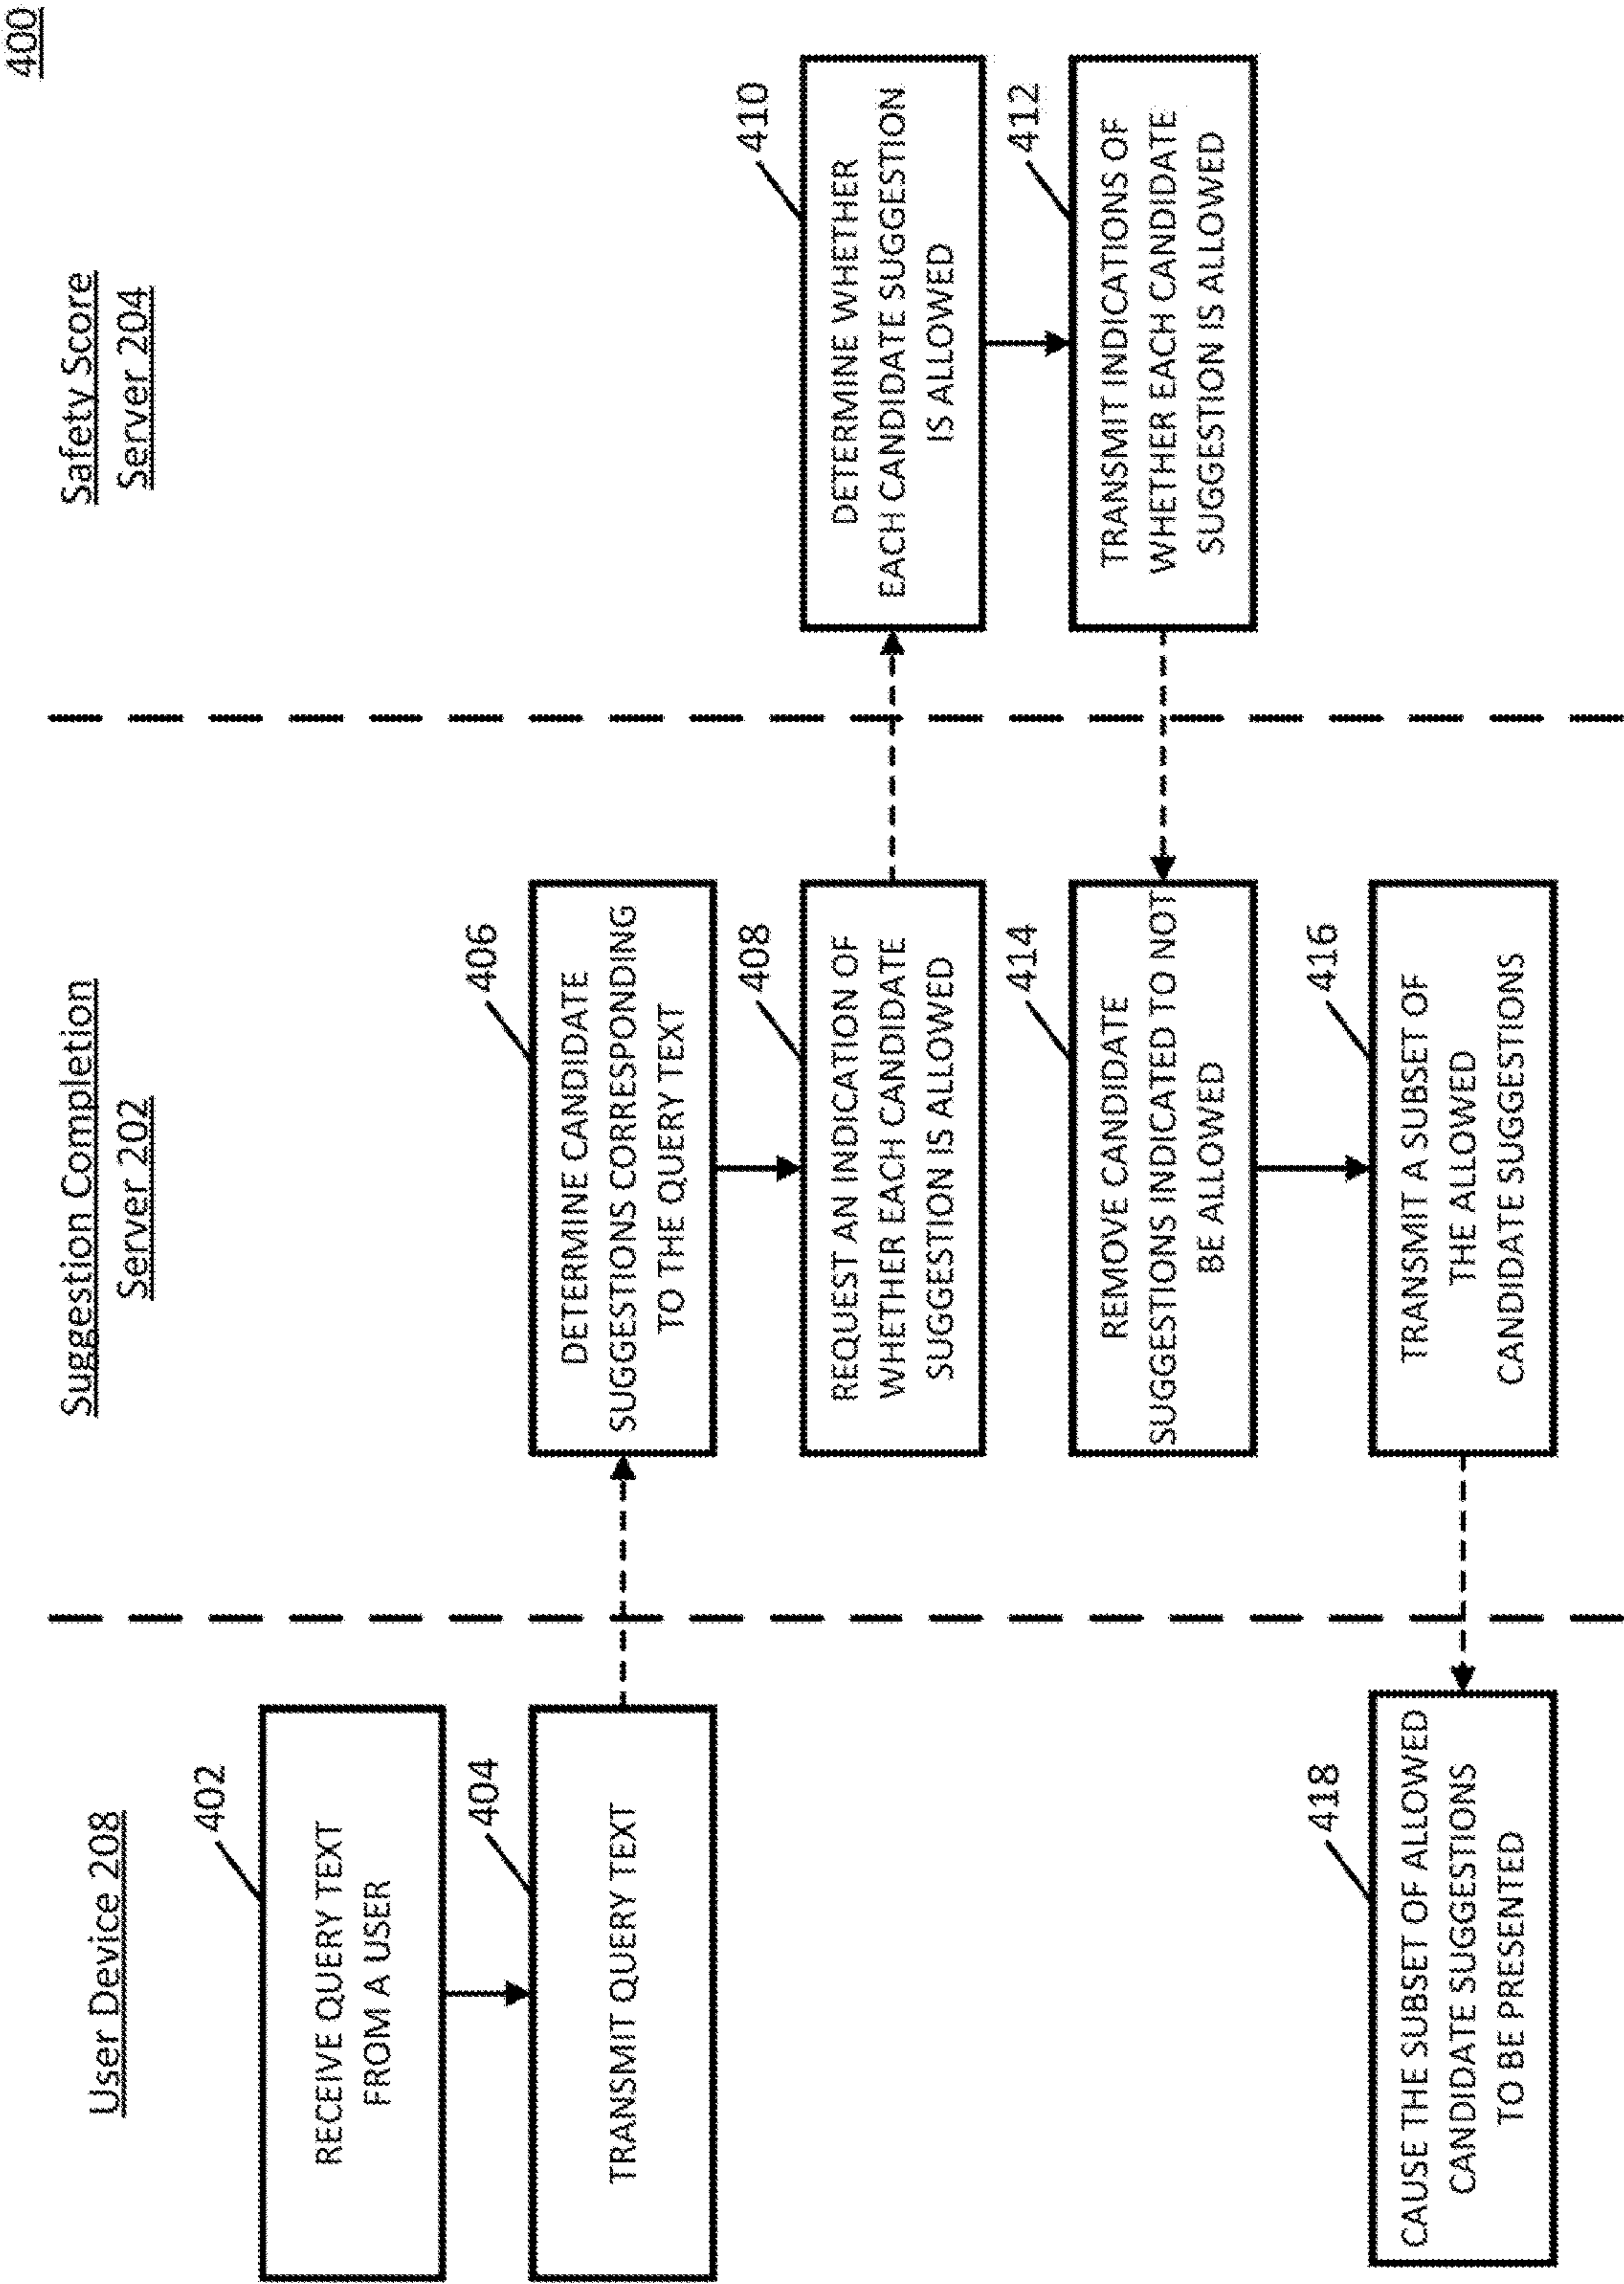 400
User Device 208
Suggestion Completion
Server 202
Safety Score
Server 204
402
RECEIVE QUERY TEXT
FROM A USER
404
TRANSMIT QUERY TEXT
406
DETERMINE CANDIDATE
SUGGESTIONS CORRESPONDING
TO THE QUERY TEXT
408
REQUEST AN INDICATION OF
WHETHER EACH CANDIDATE
SUGGESTION IS ALLOWED
410
DETERMINE WHETHER
EACH CANDIDATE SUGGESTION
IS ALLOWED
412
TRANSMIT INDICATIONS OF
WHETHER EACH CANDIDATE
SUGGESTION IS ALLOWED
414
REMOVE CANDIDATE
SUGGESTIONS INDICATED TO NOT
BE ALLOWED
416
TRANSMIT A SUBSET OF
THE ALLOWED
CANDIDATE SUGGESTIONS
418
CAUSE THE SUBSET OF ALLOWED
CANDIDATE SUGGESTIONS
TO BE PRESENTED